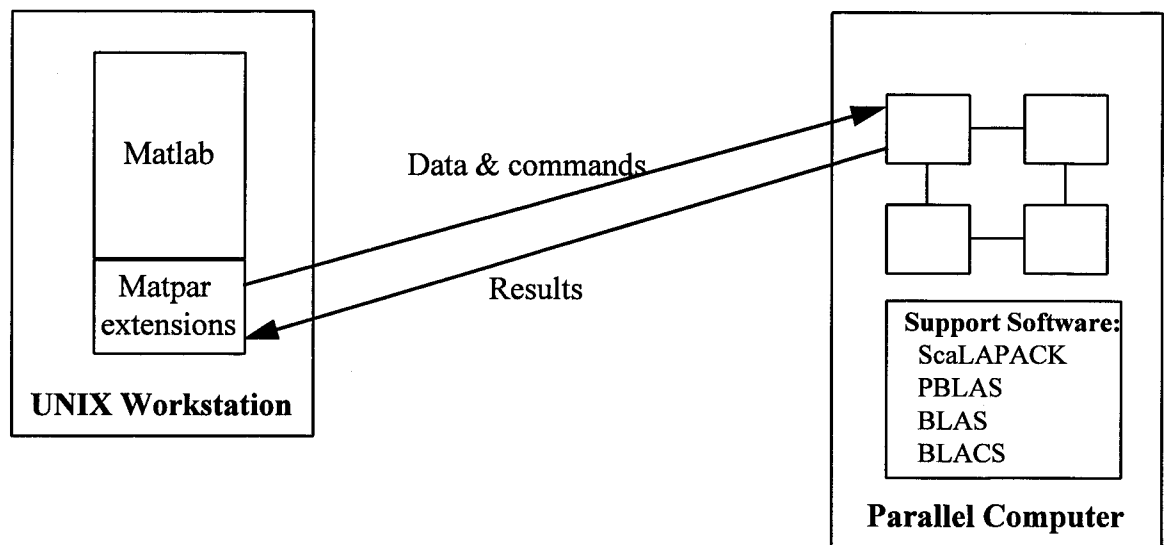 Matlab
Matpar
extensions
UNIX Workstation
Data & commands
Results
Support Software:
ScaLAPACK
PBLAS
BLAS
BLACS
Parallel Computer